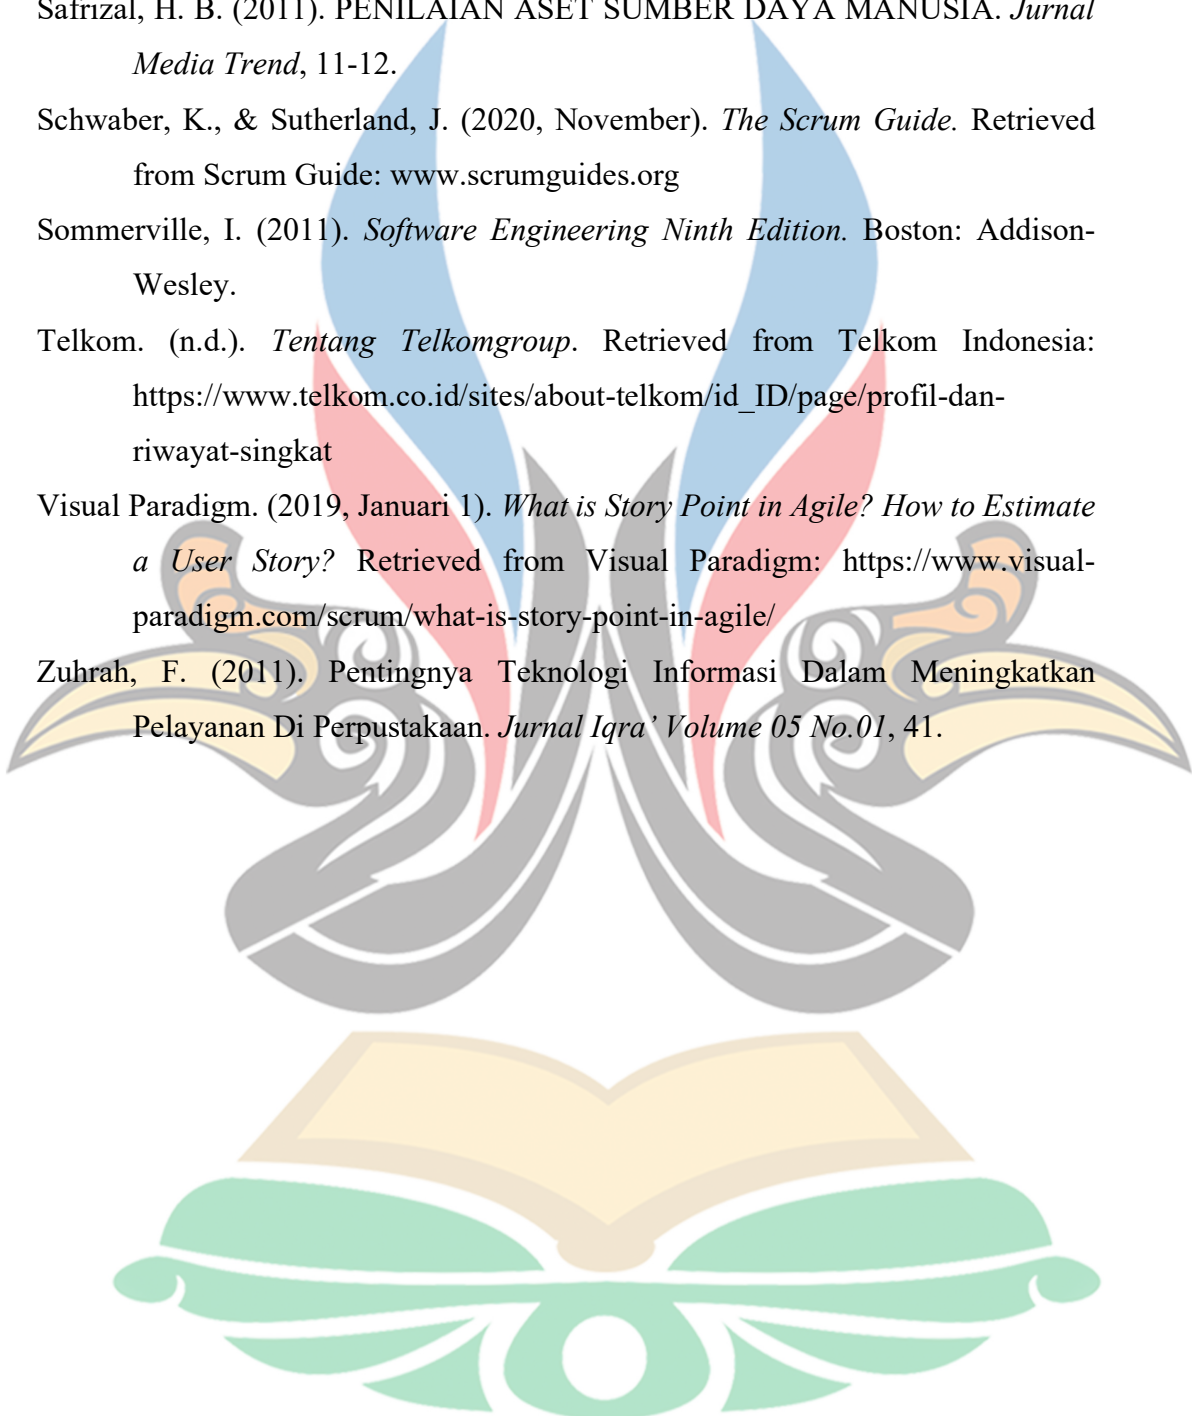 Safrizal, H. B. (2011). PENILAIAN ASET SUMBER DAYA MANUSIA. Jurnal
Media Trend, 11-12.
Schwaber, K., & Sutherland, J. (2020, November). The Scrum Guide. Retrieved
from Scrum Guide: www.scrumguides.org
Sommerville, I. (2011). Software Engineering Ninth Edition. Boston: Addison-
Wesley.
Telkom. (n.d.). Tentang Telkomgroup. Retrieved from Telkom Indonesia:
https://www.telkom.co.id/sites/about-telkom/id_ID/page/profil-dan-
riwayat-singkat
Visual Paradigm. (2019, Januari 1). What is Story Point in Agile? How to Estimate
a User Story? Retrieved from Visual Paradigm: https://www.visual-
paradigm.com/scrum/what-is-story-point-in-agile/
Zuhrah, F. (2011). Pentingnya Teknologi Informasi Dalam Meningkatkan
Pelayanan Di Perpustakaan. Jurnal Iqra’ Volume 05 No.01, 41.